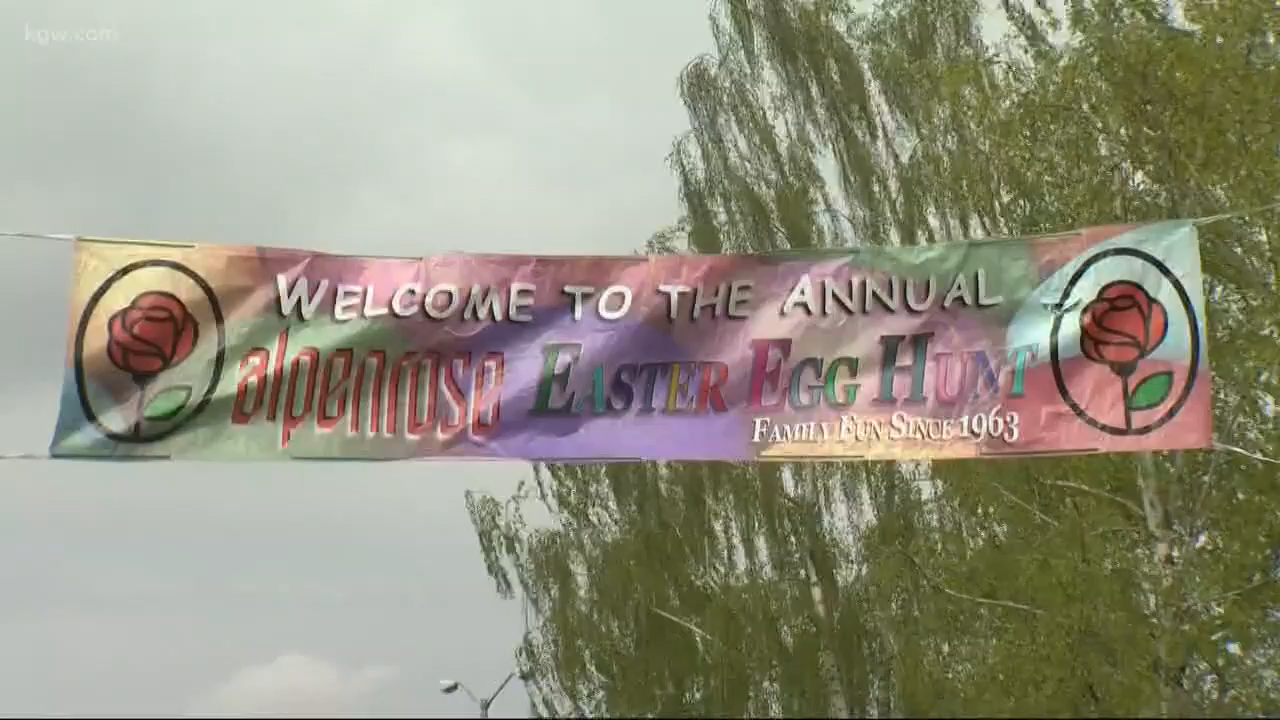 kgw.com
WELCOME TO THE ANNUAL
alpenrose EASTER EGG HUNT
FAMILY FUN SINCE 1963